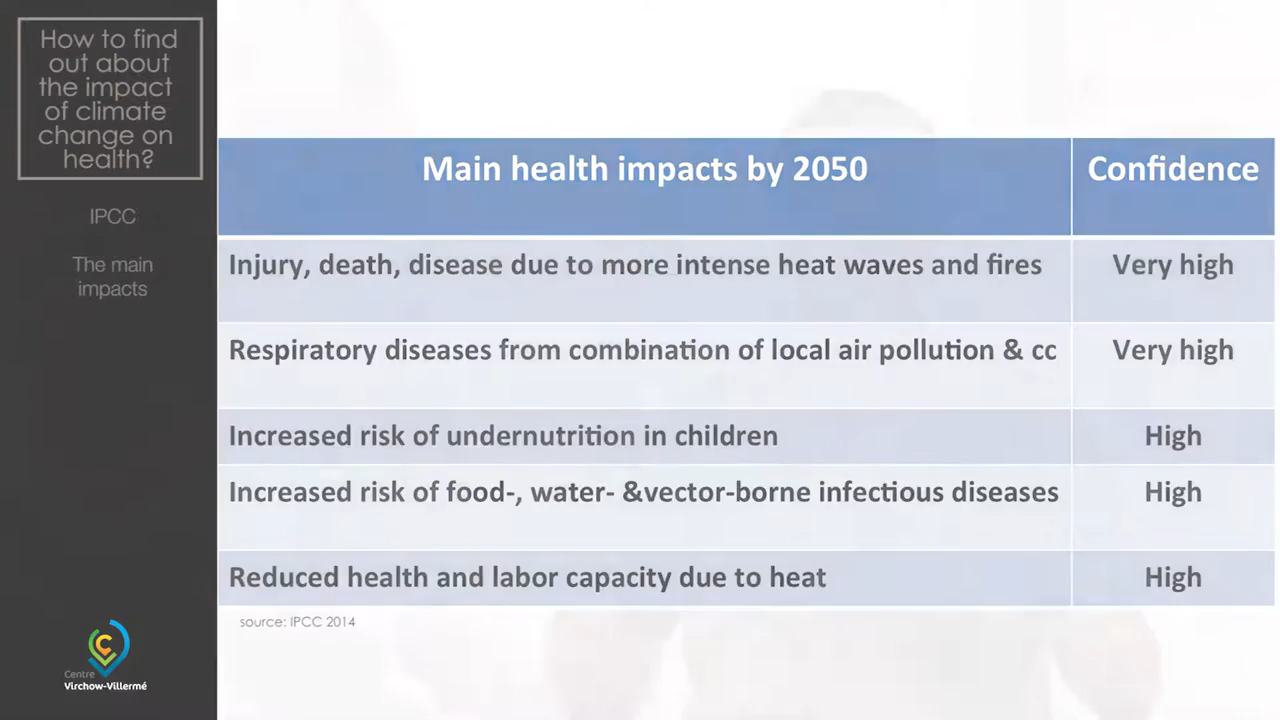 How to find
out about
the impact
of climate
change on
health?
IPCC
The main
impacts
Main health impacts by 2050 Confidence
Injury, death, disease due to more intense heat waves and fires Very high
Respiratory diseases from combination of local air pollution & cc Very high
Increased risk of undernutrition in children High
Increased risk of food-, water- &vector-borne infectious diseases High
Reduced health and labor capacity due to heat High
source: IPCC 2014
C
Centre
Virchow-Villermé